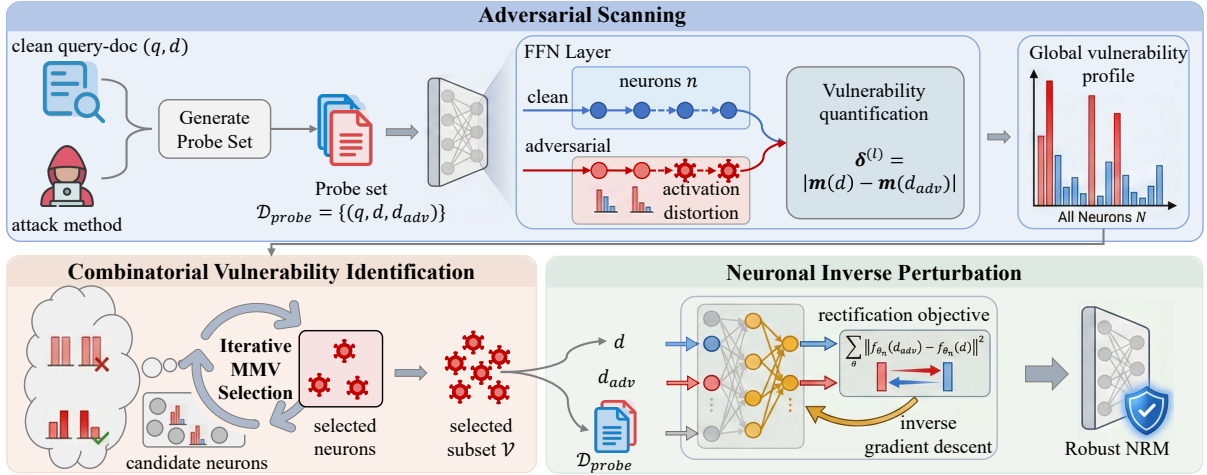 Adversarial Scanning
clean query-doc (q, d)
attack method
Generate
Probe Set
Probe set
𝒟_probe = {(q, d, d_adv)}
FFN Layer
neurons n
clean
adversarial
activation
distortion
Vulnerability
quantification
δ^(l) =
|m(d) − m(d_adv)|
Global vulnerability
profile
All Neurons N
Combinatorial Vulnerability Identification
Iterative
MMV
Selection
candidate neurons
selected
neurons
selected
subset 𝒱
Neuronal Inverse Perturbation
d
d_adv
𝒟_probe
rectification objective
∑_θ ‖f_θn(d_adv) − f_θn(d)‖²
inverse
gradient descent
Robust NRM